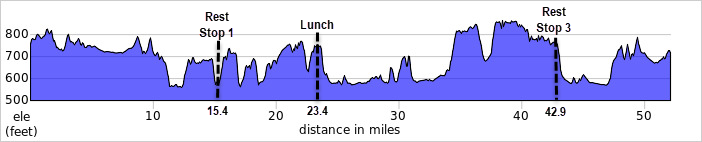 Rest
Stop 1
Lunch
Rest
Stop 3
800
700
600
500
ele
(feet)
10
15.4
20
23.4
30
40
42.9
50
distance in miles